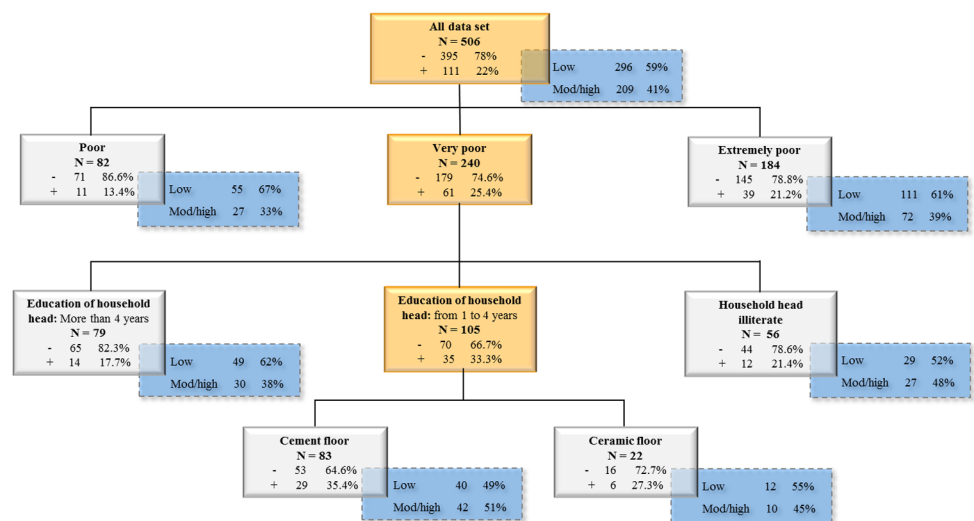 All data set
N = 506
- 395 78%
+ 111 22%
Low 296 59%
Mod/high 209 41%
Poor
N = 82
- 71 86.6%
+ 11 13.4%
Low 55 67%
Mod/high 27 33%
Very poor
N = 240
- 179 74.6%
+ 61 25.4%
Extremely poor
N = 184
- 145 78.8%
+ 39 21.2%
Low 111 61%
Mod/high 72 39%
Education of household
head: More than 4 years
N = 79
- 65 82.3%
+ 14 17.7%
Low 49 62%
Mod/high 30 38%
Education of household
head: from 1 to 4 years
N = 105
- 70 66.7%
+ 35 33.3%
Household head
illiterate
N = 56
- 44 78.6%
+ 12 21.4%
Low 29 52%
Mod/high 27 48%
Cement floor
N = 83
- 53 64.6%
+ 29 35.4%
Low 40 49%
Mod/high 42 51%
Ceramic floor
N = 22
- 16 72.7%
+ 6 27.3%
Low 12 55%
Mod/high 10 45%